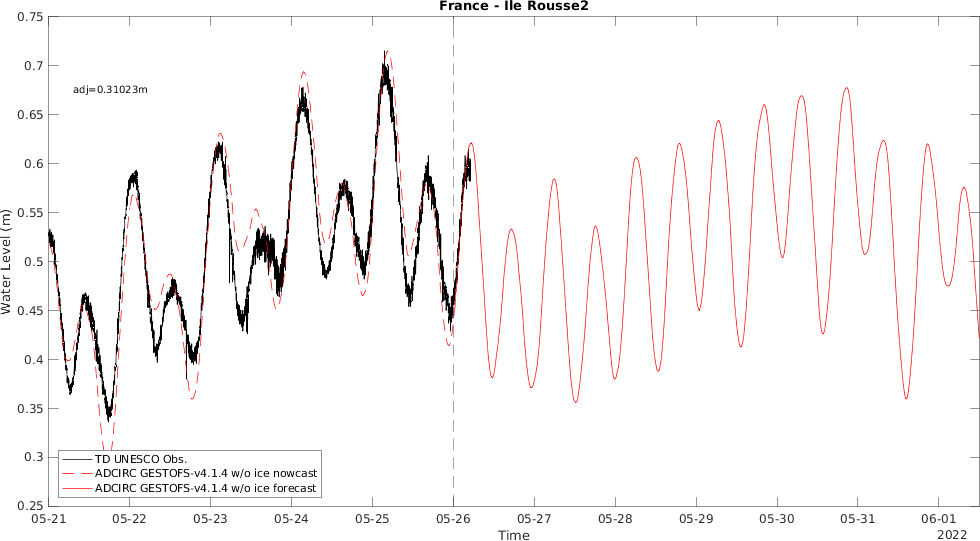 France - Ile Rousse2
0.75
0.7
0.65
0.6
0.55
0.5
0.45
0.4
0.35
0.3
0.25
Water Level (m)
adj=0.31023m
TD UNESCO Obs.
ADCIRC GESTOFS-v4.1.4 w/o ice nowcast
ADCIRC GESTOFS-v4.1.4 w/o ice forecast
05-21 05-22 05-23 05-24 05-25 05-26 05-27 05-28 05-29 05-30 05-31 06-01
Time
2022